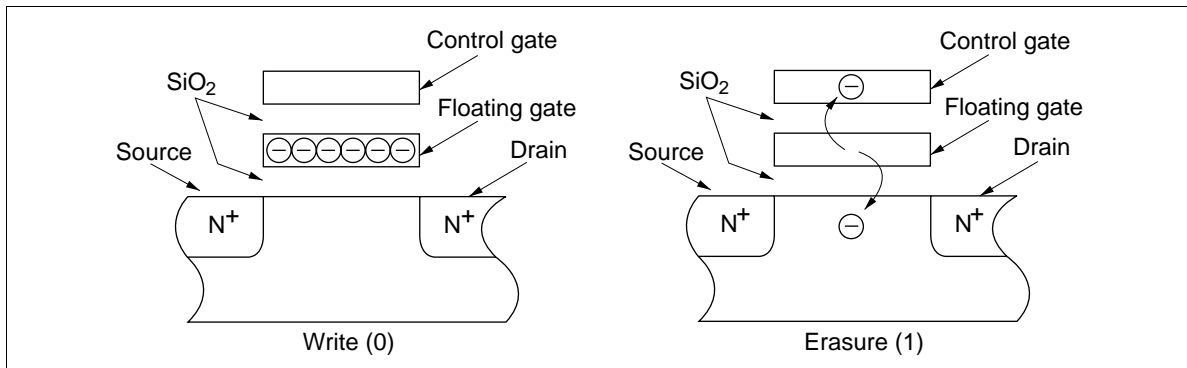 Control gate
SiO2
Floating gate
Source
Drain
N+
N+
Write (0)
Control gate
SiO2
Floating gate
Source
Drain
N+
N+
Erasure (1)